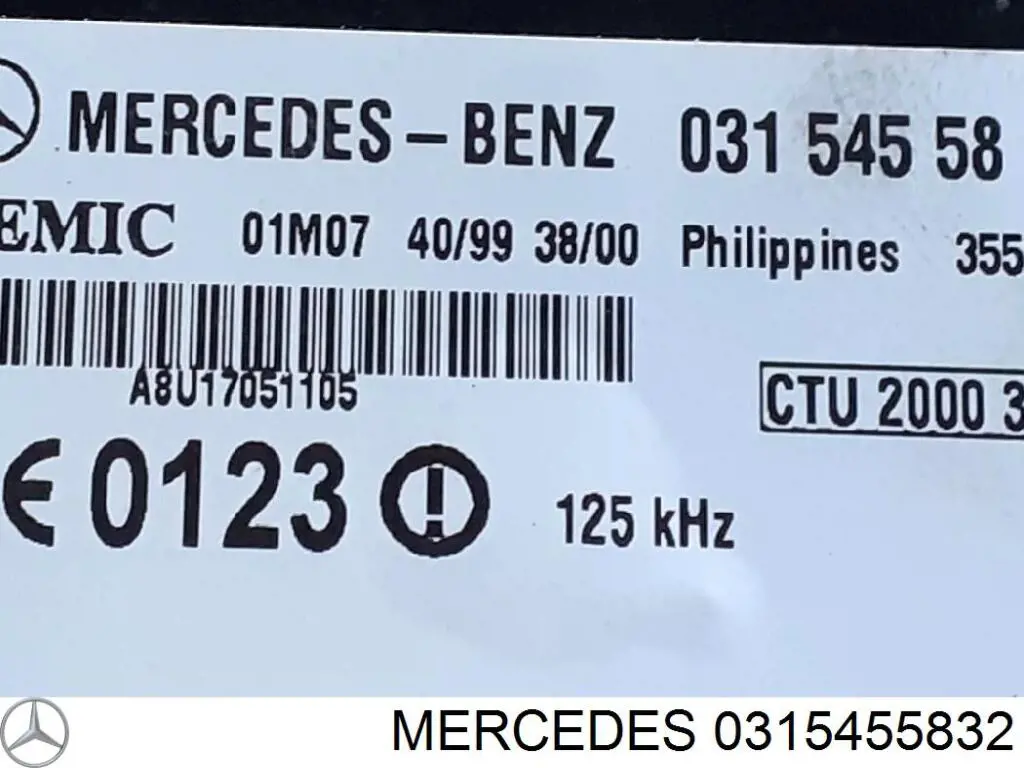 MERCEDES-BENZ 031 545 58
EMIC 01M07 40/99 38/00 Philippines 355
A8U17051105
CE 0123 125 kHz
CTU 2000 3
MERCEDES 0315455832